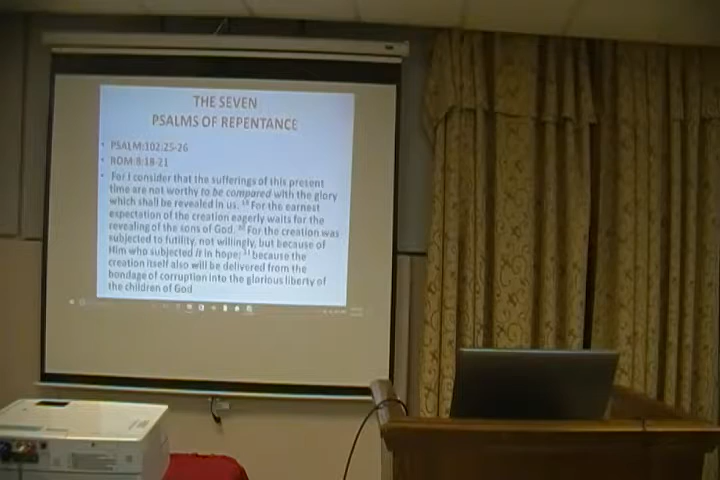 THE SEVEN
PSALMS OF REPENTANCE
• PSALM:102:25-26
• ROM:8:18-21
• For I consider that the sufferings of this present
time are not worthy to be compared with the glory
which shall be revealed in us. ¹⁹ For the earnest
expectation of the creation eagerly waits for the
revealing of the sons of God. ²⁰ For the creation was
subjected to futility, not willingly, but because of
Him who subjected it in hope; ²¹ because the
creation itself also will be delivered from the
bondage of corruption into the glorious liberty of
the children of God